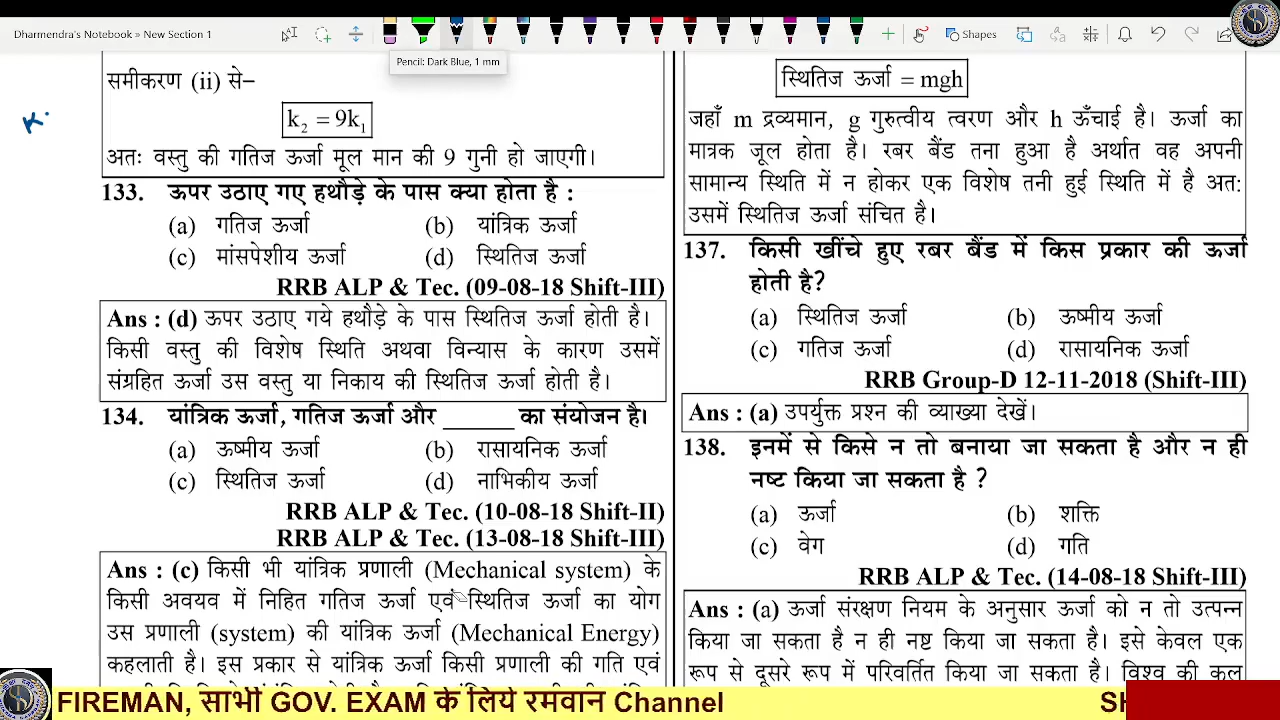 Dharmendra's Notebook » New Section 1
Shapes
Pencil: Dark Blue, 1 mm
समीकरण (ii) से–
k₂ = 9k₁
अतः वस्तु की गतिज ऊर्जा मूल मान की 9 गुनी हो जाएगी।
133. ऊपर उठाए गए हथौड़े के पास क्या होता है :
(a) गतिज ऊर्जा (b) यांत्रिक ऊर्जा
(c) मांसपेशीय ऊर्जा (d) स्थितिज ऊर्जा
RRB ALP & Tec. (09-08-18 Shift-III)
Ans : (d) ऊपर उठाए गये हथौड़े के पास स्थितिज ऊर्जा होती है।
किसी वस्तु की विशेष स्थिति अथवा विन्यास के कारण उसमें
संग्रहित ऊर्जा उस वस्तु या निकाय की स्थितिज ऊर्जा होती है।
134. यांत्रिक ऊर्जा, गतिज ऊर्जा और ______ का संयोजन है।
(a) ऊष्मीय ऊर्जा (b) रासायनिक ऊर्जा
(c) स्थितिज ऊर्जा (d) नाभिकीय ऊर्जा
RRB ALP & Tec. (10-08-18 Shift-II)
RRB ALP & Tec. (13-08-18 Shift-III)
Ans : (c) किसी भी यांत्रिक प्रणाली (Mechanical system) के
किसी अवयव में निहित गतिज ऊर्जा एवं स्थितिज ऊर्जा का योग
उस प्रणाली (system) की यांत्रिक ऊर्जा (Mechanical Energy)
कहलाती है। इस प्रकार से यांत्रिक ऊर्जा किसी प्रणाली की गति एवं
स्थितिज ऊर्जा = mgh
जहाँ m द्रव्यमान, g गुरुत्वीय त्वरण और h ऊँचाई है। ऊर्जा का
मात्रक जूल होता है। रबर बैंड तना हुआ है अर्थात वह अपनी
सामान्य स्थिति में न होकर एक विशेष तनी हुई स्थिति में है अत:
उसमें स्थितिज ऊर्जा संचित है।
137. किसी खींचे हुए रबर बैंड में किस प्रकार की ऊर्जा
होती है?
(a) स्थितिज ऊर्जा (b) ऊष्मीय ऊर्जा
(c) गतिज ऊर्जा (d) रासायनिक ऊर्जा
RRB Group-D 12-11-2018 (Shift-III)
Ans : (a) उपर्युक्त प्रश्न की व्याख्या देखें।
138. इनमें से किसे न तो बनाया जा सकता है और न ही
नष्ट किया जा सकता है ?
(a) ऊर्जा (b) शक्ति
(c) वेग (d) गति
RRB ALP & Tec. (14-08-18 Shift-III)
Ans : (a) ऊर्जा संरक्षण नियम के अनुसार ऊर्जा को न तो उत्पन्न
किया जा सकता है न ही नष्ट किया जा सकता है। इसे केवल एक
रूप से दूसरे रूप में परिवर्तित किया जा सकता है। विश्व की कुल
FIREMAN, साभी GOV. EXAM के लिये रमवान Channel